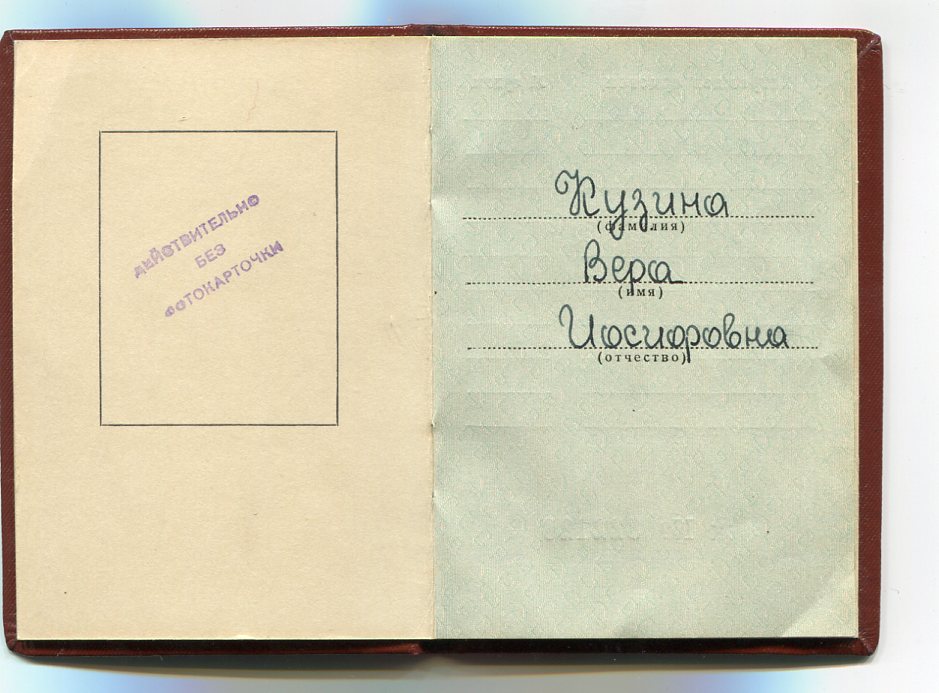 ДЕЙСТВИТЕЛЬНО
БЕЗ
ФОТОКАРТОЧКИ
Кузина
(фамилия)
Вера
(имя)
Иосифовна
(отчество)